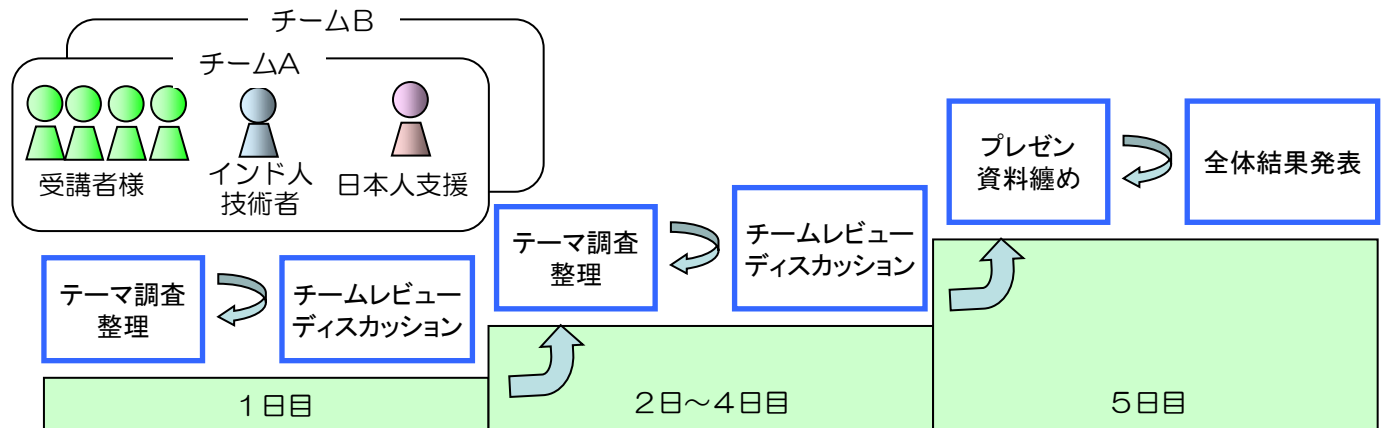 チームB
チームA
受講者様
インド人
技術者
日本人支援
テーマ調査
整理
チームレビュー
ディスカッション
テーマ調査
整理
チームレビュー
ディスカッション
プレゼン
資料纏め
全体結果発表
１日目
２日～４日目
５日目